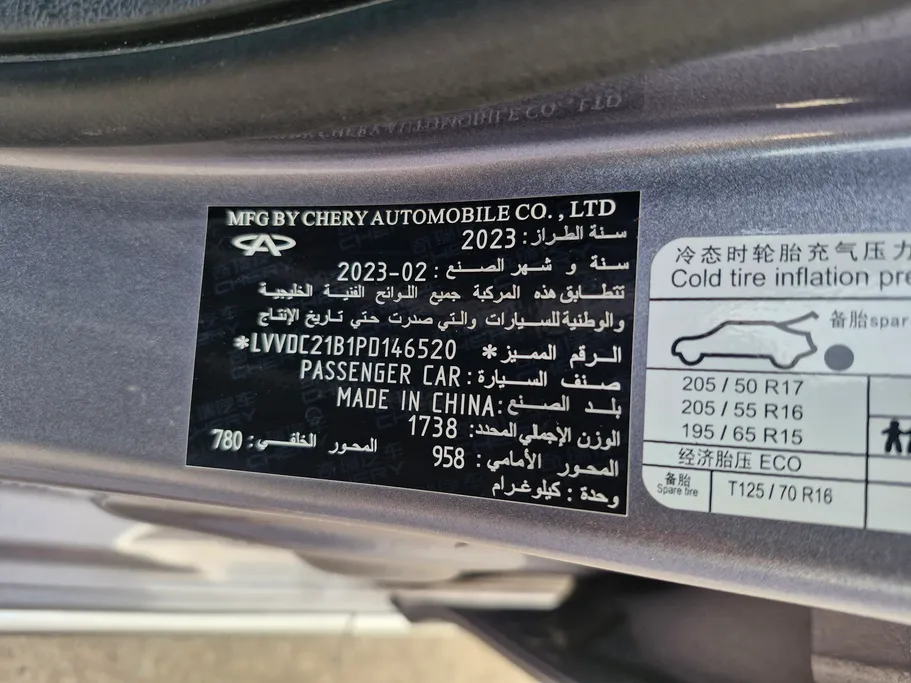 MFG BY CHERY AUTOMOBILE CO. , LTD
سنة الطراز: 2023
سنة و شهر الصنع : 2023-02
تتطابق هذه المركبة جميع اللوائح الفنية الخليجية
والوطنية للسيارات والتي صدرت حتي تاريخ الإنتاج
الرقم المميز* LVVDC21B1PD146520*
صنف السيارة: PASSENGER CAR
بلد الصنع: MADE IN CHINA
الوزن الإجمالي المحدد: 1738
المحور الأمامي: 958 المحور الخلفي: 780
وحدة : كيلوغرام
冷态时轮胎充气压力
Cold tire inflation pre
备胎spar
205 / 50 R17
205 / 55 R16
195 / 65 R15
经济胎压 ECO
备胎
Spare tire
T125 / 70 R16